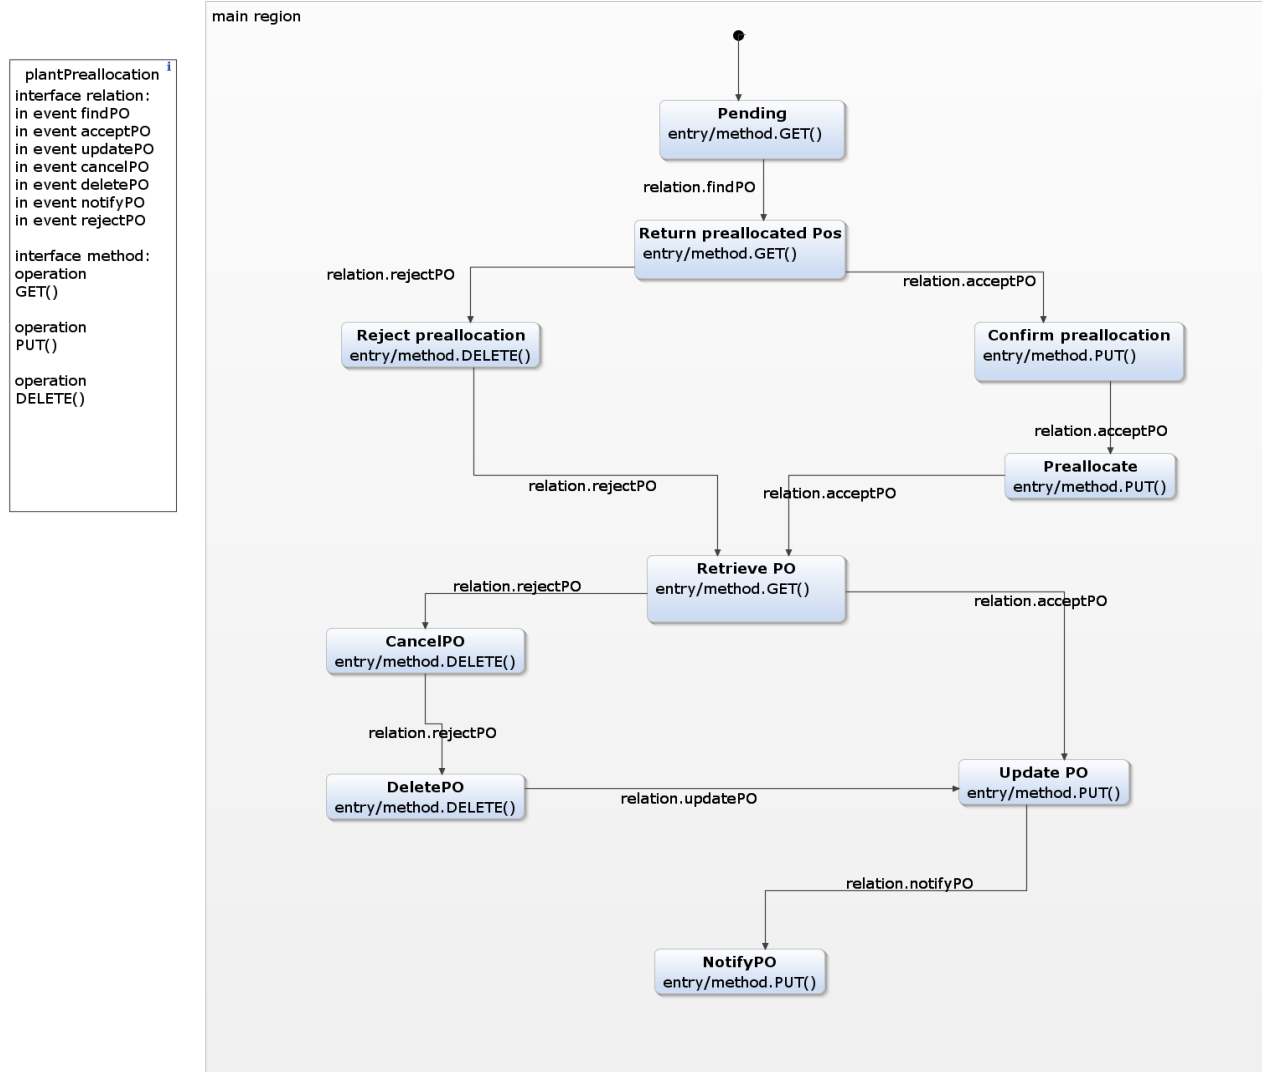 main region
plantPreallocation
i
interface relation:
in event findPO
in event acceptPO
in event updatePO
in event cancelPO
in event deletePO
in event notifyPO
in event rejectPO
interface method:
operation
GET()
operation
PUT()
operation
DELETE()
Pending
entry/method.GET()
relation.findPO
Return preallocated Pos
entry/method.GET()
relation.rejectPO
relation.acceptPO
Reject preallocation
entry/method.DELETE()
Confirm preallocation
entry/method.PUT()
relation.acceptPO
Preallocate
entry/method.PUT()
relation.rejectPO
relation.acceptPO
Retrieve PO
entry/method.GET()
relation.rejectPO
relation.acceptPO
CancelPO
entry/method.DELETE()
relation.rejectPO
DeletePO
entry/method.DELETE()
relation.updatePO
Update PO
entry/method.PUT()
relation.notifyPO
NotifyPO
entry/method.PUT()